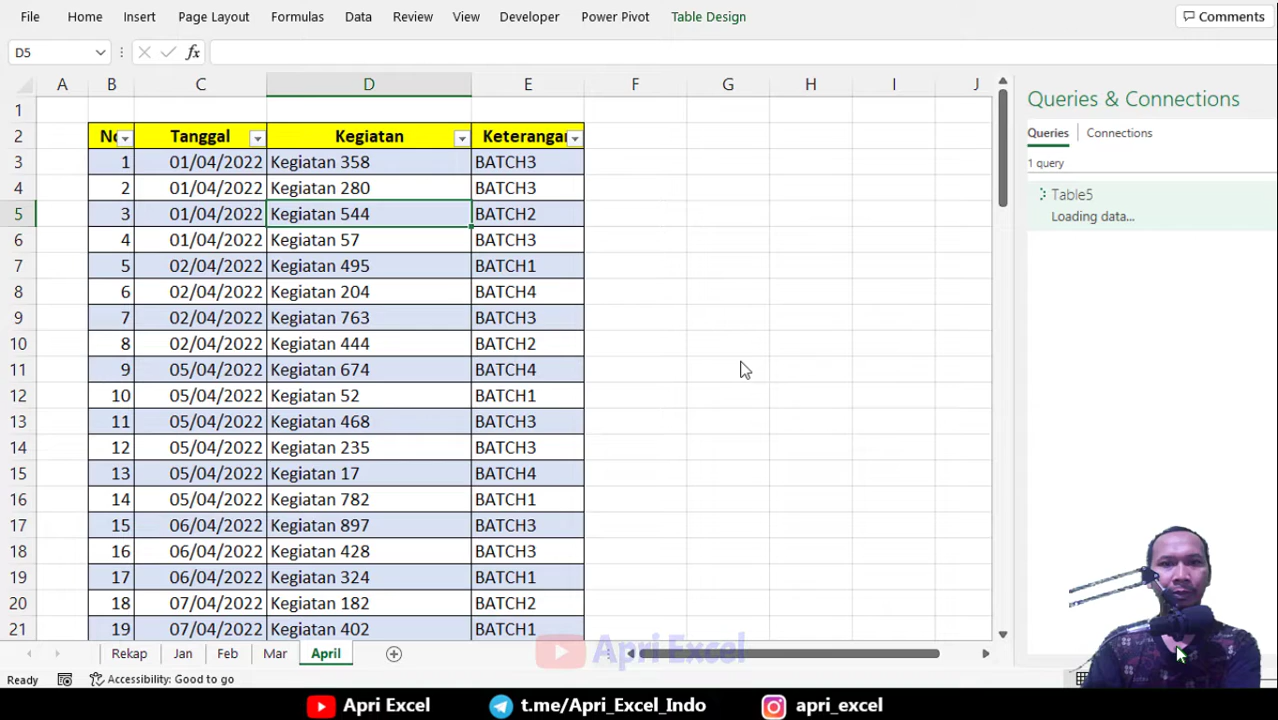 File Home Insert Page Layout Formulas Data Review View Developer Power Pivot Table Design Comments
D5 fx
Queries & Connections
Queries Connections
1 query
Table5
Loading data...
A B C D E F G H I J
1
2 No Tanggal Kegiatan Keterangan
3 1 01/04/2022 Kegiatan 358 BATCH3
4 2 01/04/2022 Kegiatan 280 BATCH3
5 3 01/04/2022 Kegiatan 544 BATCH2
6 4 01/04/2022 Kegiatan 57 BATCH3
7 5 02/04/2022 Kegiatan 495 BATCH1
8 6 02/04/2022 Kegiatan 204 BATCH4
9 7 02/04/2022 Kegiatan 763 BATCH3
10 8 02/04/2022 Kegiatan 444 BATCH2
11 9 05/04/2022 Kegiatan 674 BATCH4
12 10 05/04/2022 Kegiatan 52 BATCH1
13 11 05/04/2022 Kegiatan 468 BATCH3
14 12 05/04/2022 Kegiatan 235 BATCH3
15 13 05/04/2022 Kegiatan 17 BATCH4
16 14 05/04/2022 Kegiatan 782 BATCH1
17 15 06/04/2022 Kegiatan 897 BATCH3
18 16 06/04/2022 Kegiatan 428 BATCH3
19 17 06/04/2022 Kegiatan 324 BATCH1
20 18 07/04/2022 Kegiatan 182 BATCH2
21 19 07/04/2022 Kegiatan 402 BATCH1
Rekap Jan Feb Mar April
Apri Excel
Ready Accessibility: Good to go
Apri Excel t.me/Apri_Excel_Indo apri_excel